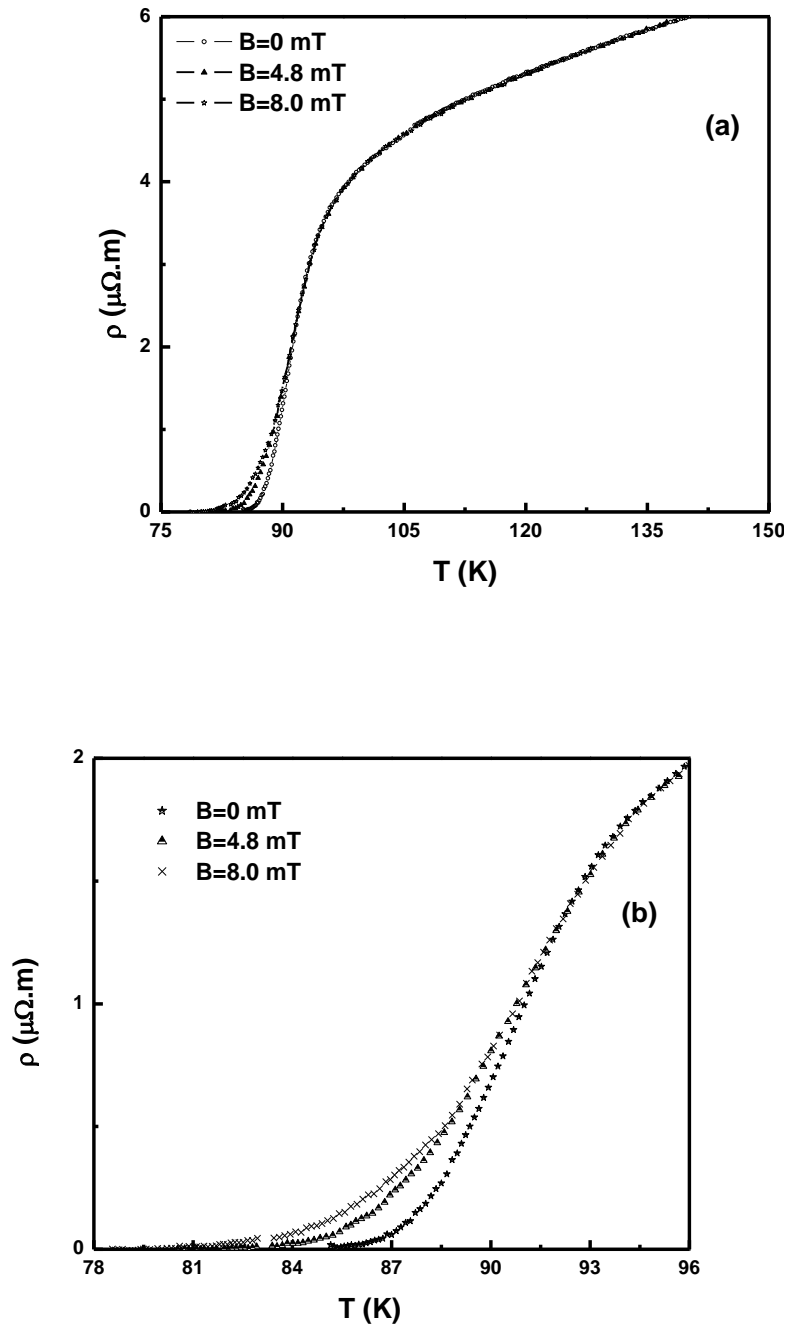 6
B=0 mT
B=4.8 mT
B=8.0 mT
(a)
4
ρ (μΩ.m)
2
0
75 90 105 120 135 150
T (K)
2
B=0 mT
B=4.8 mT
B=8.0 mT
(b)
1
ρ (μΩ.m)
0
78 81 84 87 90 93 96
T (K)